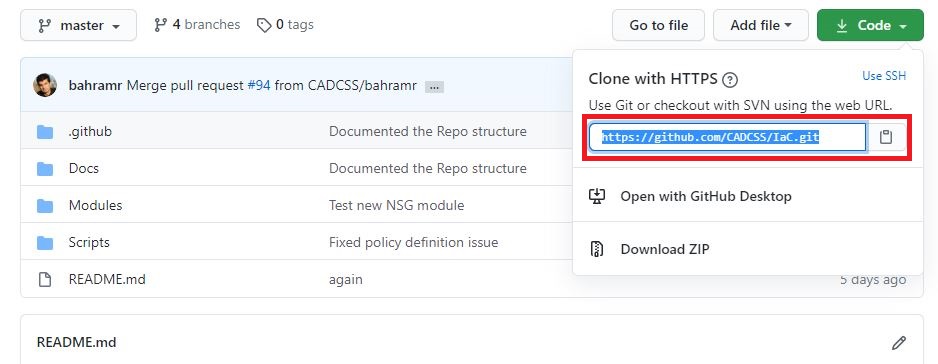 master 4 branches 0 tags Go to file Add file Code
bahramr Merge pull request #94 from CADCSS/bahramr ...
.github Documented the Repo structure
Docs Documented the Repo structure
Modules Test new NSG module
Scripts Fixed policy definition issue
README.md again 5 days ago
Clone with HTTPS ? Use SSH
Use Git or checkout with SVN using the web URL.
https://github.com/CADCSS/IaC.git
Open with GitHub Desktop
Download ZIP
README.md